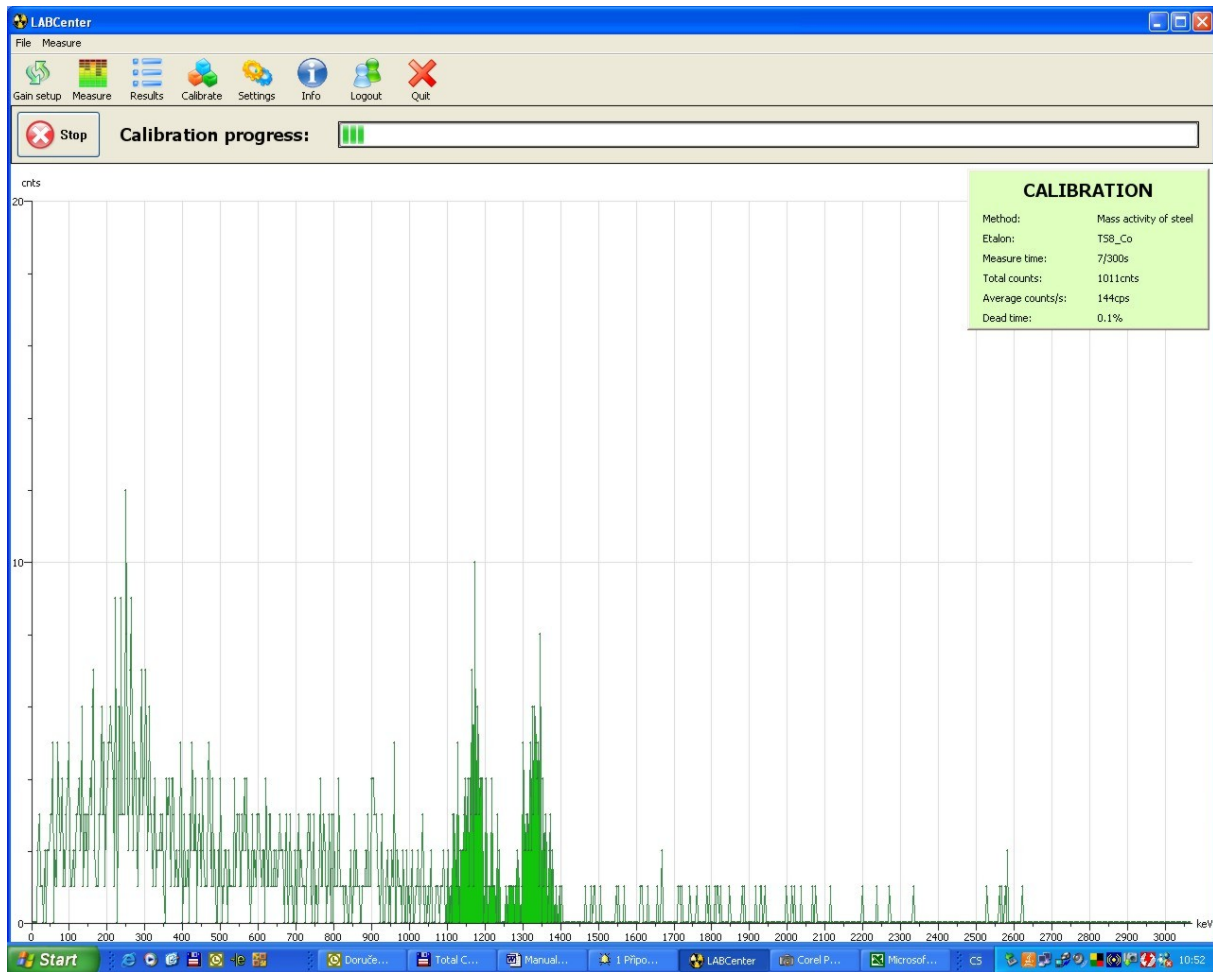 LABCenter
File Measure
Gain setup Measure Results Calibrate Settings Info Logout Quit
Stop Calibration progress:
cnts
CALIBRATION
Method: Mass activity of steel
Etalon: TS8_Co
Measure time: 7/300s
Total counts: 1011cnts
Average counts/s: 144cps
Dead time: 0.1%
20
10
0
0 100 200 300 400 500 600 700 800 900 1000 1100 1200 1300 1400 1500 1600 1700 1800 1900 2000 2100 2200 2300 2400 2500 2600 2700 2800 2900 3000 keV
Start Doruče... Total C... Manual... 1 Přípo... LABCenter Corel P... Microsof... CS 10:52